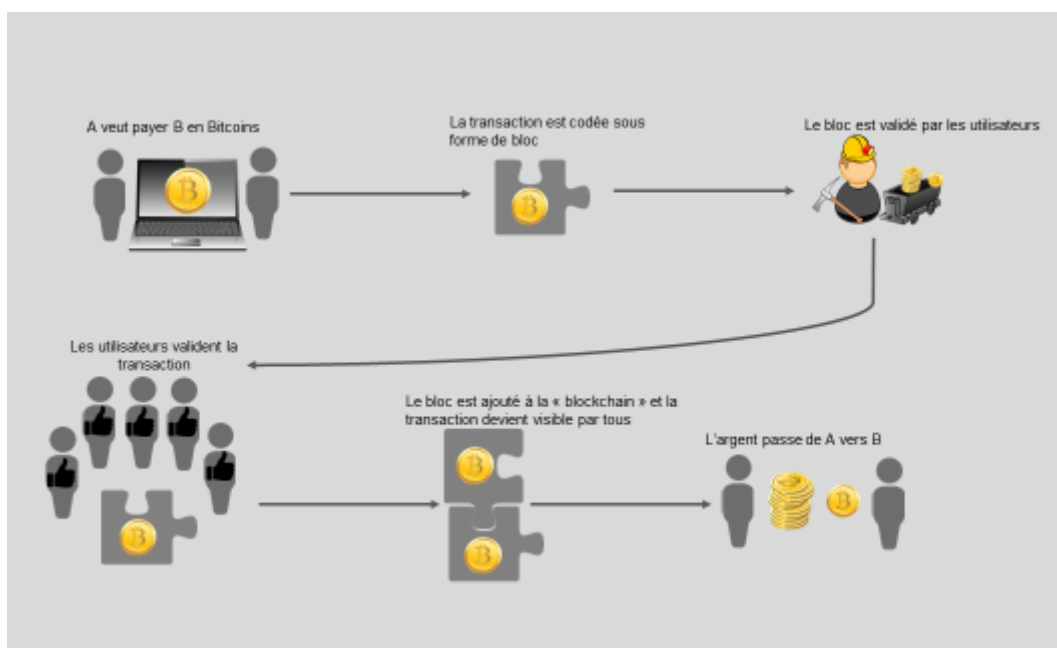 A veut payer B en Bitcoins
La transaction est codée sous
forme de bloc
Le bloc est validé par les utilisateurs
Les utilisateurs valident la
transaction
Le bloc est ajouté à la « blockchain » et la
transaction devient visible par tous
L'argent passe de A vers B